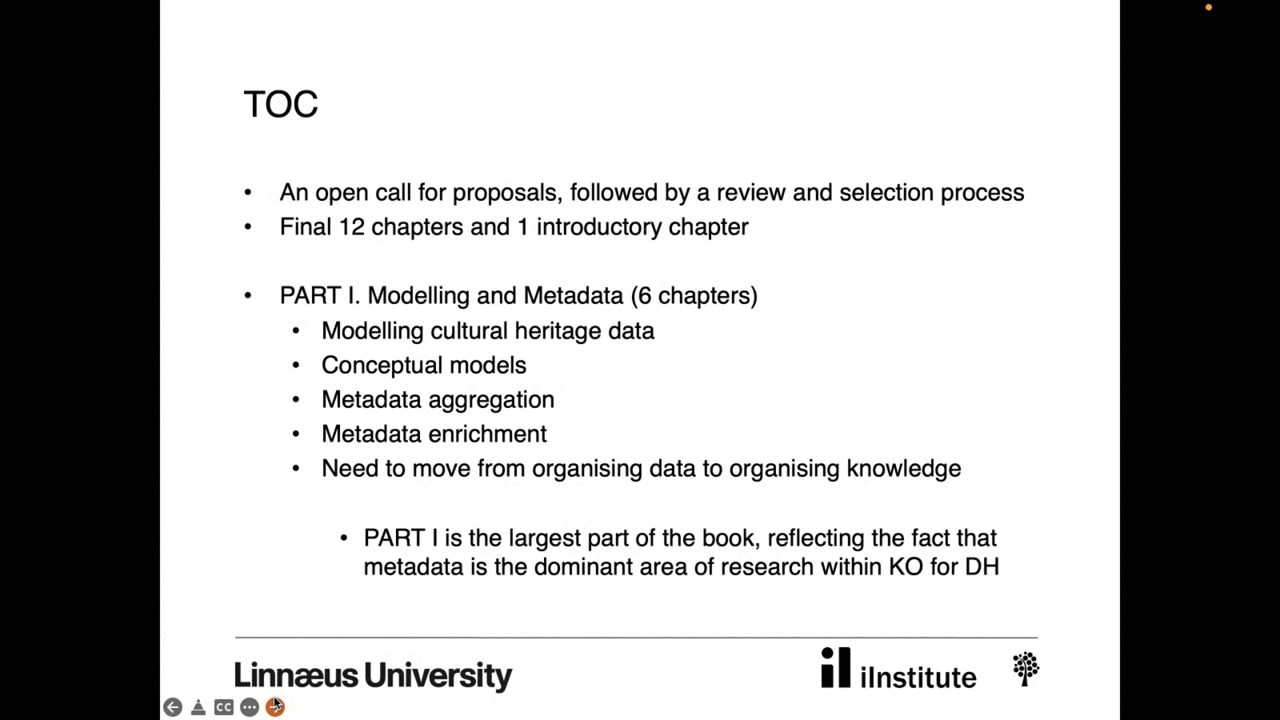 TOC
• An open call for proposals, followed by a review and selection process
• Final 12 chapters and 1 introductory chapter
• PART I. Modelling and Metadata (6 chapters)
• Modelling cultural heritage data
• Conceptual models
• Metadata aggregation
• Metadata enrichment
• Need to move from organising data to organising knowledge
• PART I is the largest part of the book, reflecting the fact that
metadata is the dominant area of research within KO for DH
Linnæus University
iI iInstitute
CC